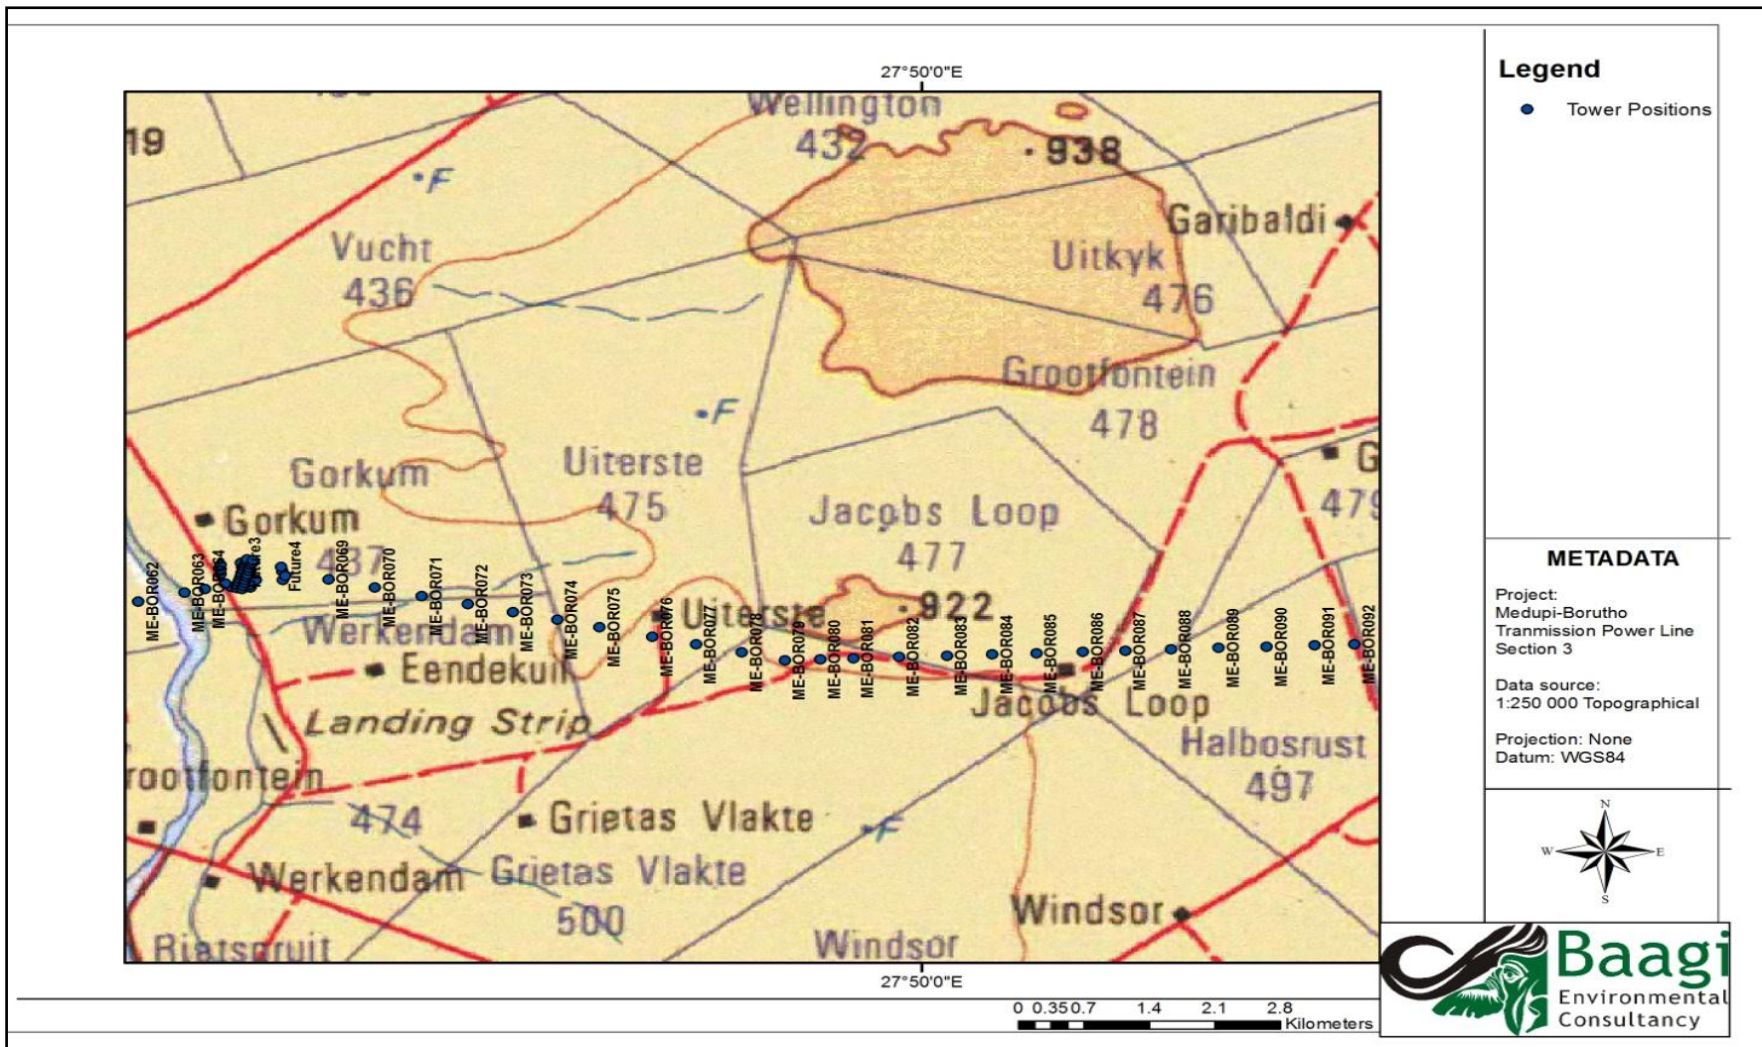 27°50'0"E
Wellington
432
19
938
F
Garibaldi
Vucht
436
Uitkyk
476
Grootfontein
478
F
Gorkum
437
Uiterste
475
G
479
Jacobs Loop
477
Gorkum
Future3
Future4
ME-BOR062
ME-BOR063
ME-BOR064
ME-BOR069
ME-BOR070
ME-BOR071
ME-BOR072
ME-BOR073
ME-BOR074
ME-BOR075
ME-BOR076
ME-BOR077
ME-BOR078
ME-BOR079
ME-BOR080
ME-BOR081
ME-BOR082
ME-BOR083
ME-BOR084
ME-BOR085
ME-BOR086
ME-BOR087
ME-BOR088
ME-BOR089
ME-BOR090
ME-BOR091
ME-BOR092
Uiterste
922
Werkendam
Eendekuil
Landing Strip
Jacobs Loop
Halbosrust
497
rootfontein
474
Grietas Vlakte
F
Werkendam
Grietas Vlakte
500
Windsor
Windsor
27°50'0"E
0 0.35 0.7 1.4 2.1 2.8
Kilometers
Legend
Tower Positions
METADATA
Project:
Medupi-Borutho
Tranmission Power Line
Section 3
Data source:
1:250 000 Topographical
Projection: None
Datum: WGS84
N
W E
S
Baagi
Environmental
Consultancy